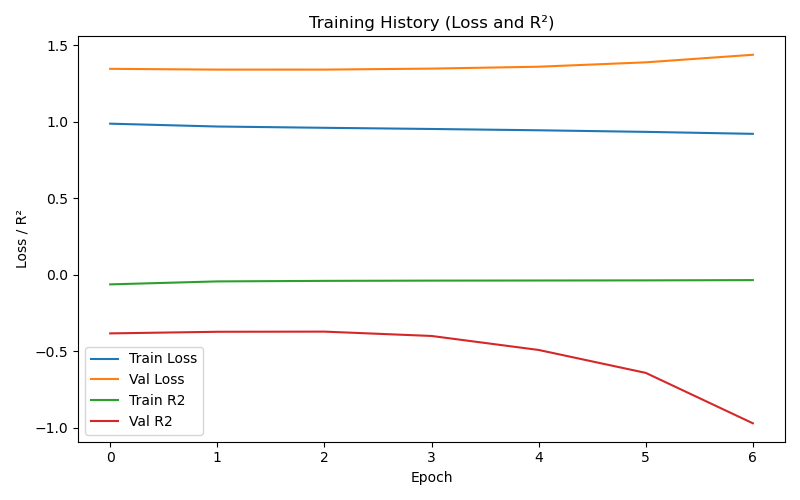 Training History (Loss and R²)
Loss / R²
1.5
1.0
0.5
0.0
−0.5
−1.0
Train Loss
Val Loss
Train R2
Val R2
0 1 2 3 4 5 6
Epoch